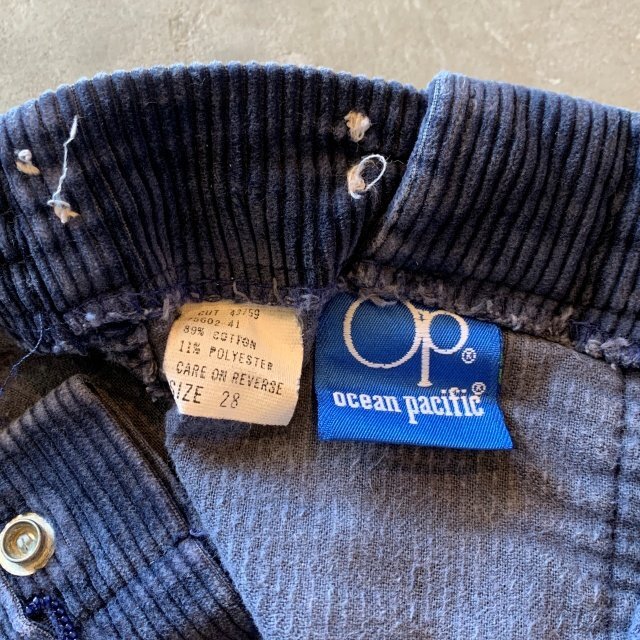 CUT 43759
89% COTTON
11% POLYESTER
CARE ON REVERSE
SIZE 28
Op®
ocean pacific®